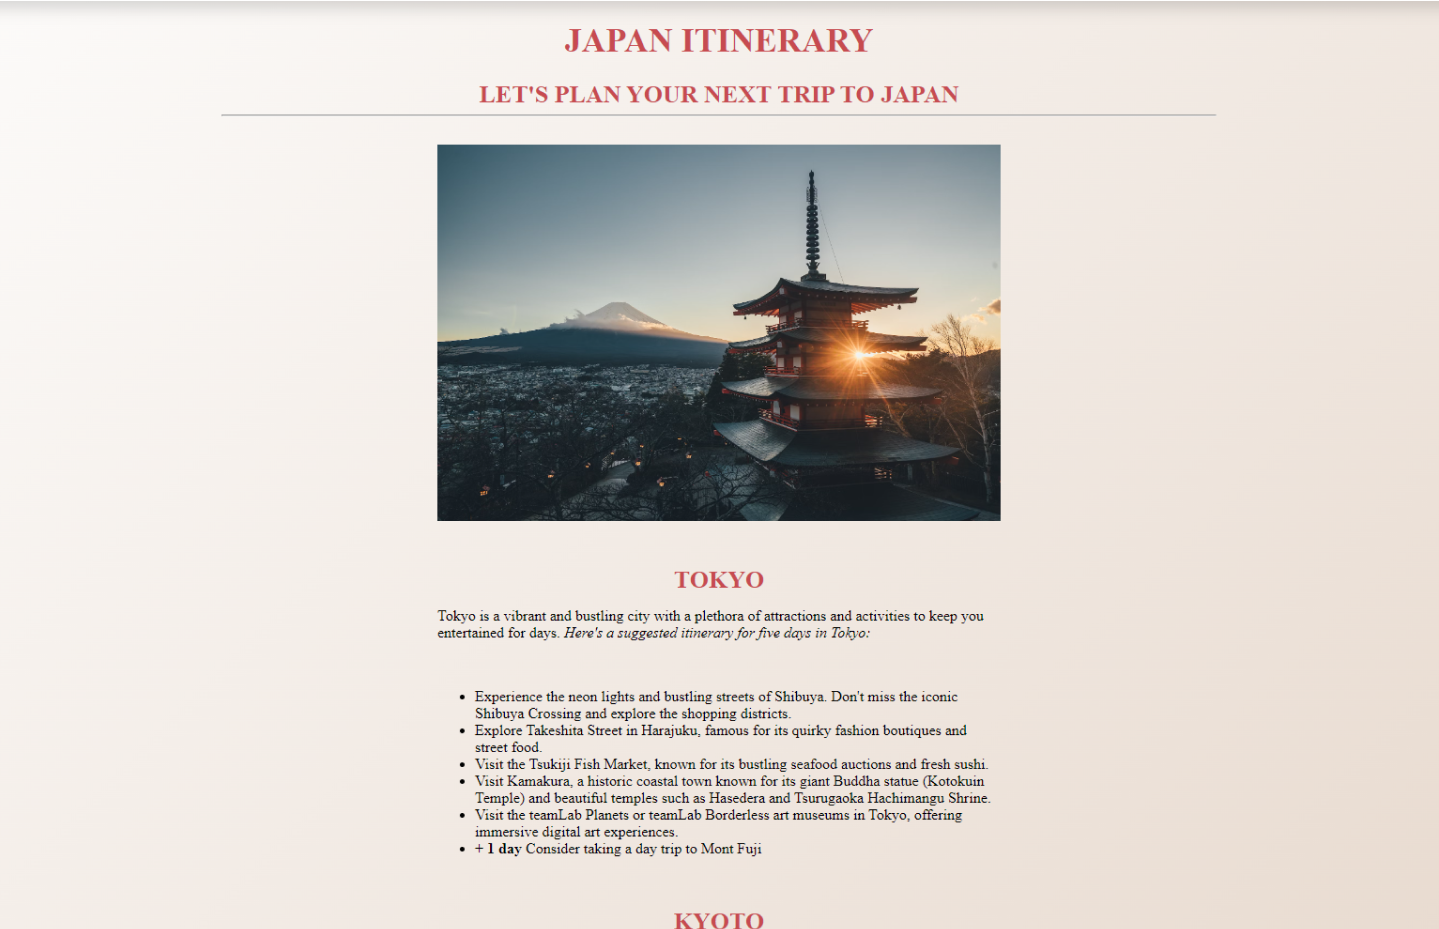 JAPAN ITINERARY
LET'S PLAN YOUR NEXT TRIP TO JAPAN
TOKYO
Tokyo is a vibrant and bustling city with a plethora of attractions and activities to keep you
entertained for days. Here's a suggested itinerary for five days in Tokyo:
• Experience the neon lights and bustling streets of Shibuya. Don't miss the iconic
Shibuya Crossing and explore the shopping districts.
• Explore Takeshita Street in Harajuku, famous for its quirky fashion boutiques and
street food.
• Visit the Tsukiji Fish Market, known for its bustling seafood auctions and fresh sushi.
• Visit Kamakura, a historic coastal town known for its giant Buddha statue (Kotokuin
Temple) and beautiful temples such as Hasedera and Tsurugaoka Hachimangu Shrine.
• Visit the teamLab Planets or teamLab Borderless art museums in Tokyo, offering
immersive digital art experiences.
• + 1 day Consider taking a day trip to Mont Fuji
KYOTO